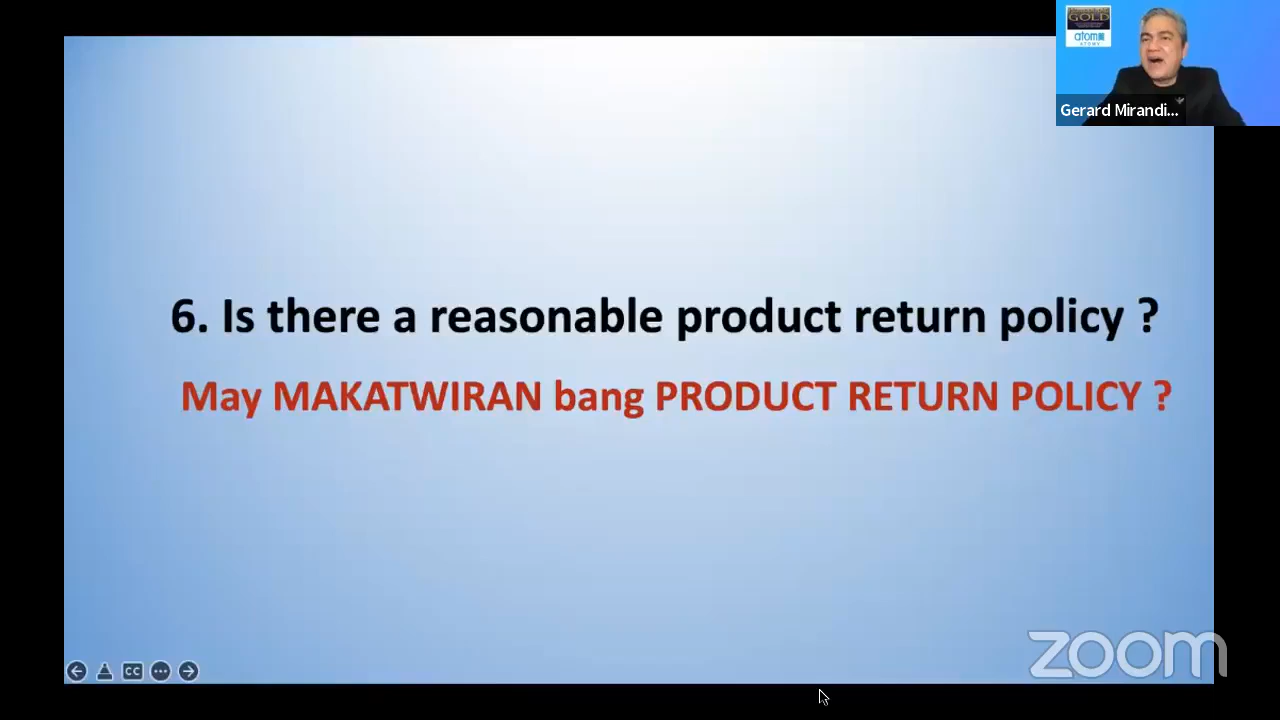 GOLD
atom
ATOMY
Gerard Mirandi...
6. Is there a reasonable product return policy ?
May MAKATWIRAN bang PRODUCT RETURN POLICY ?
CC
zoom